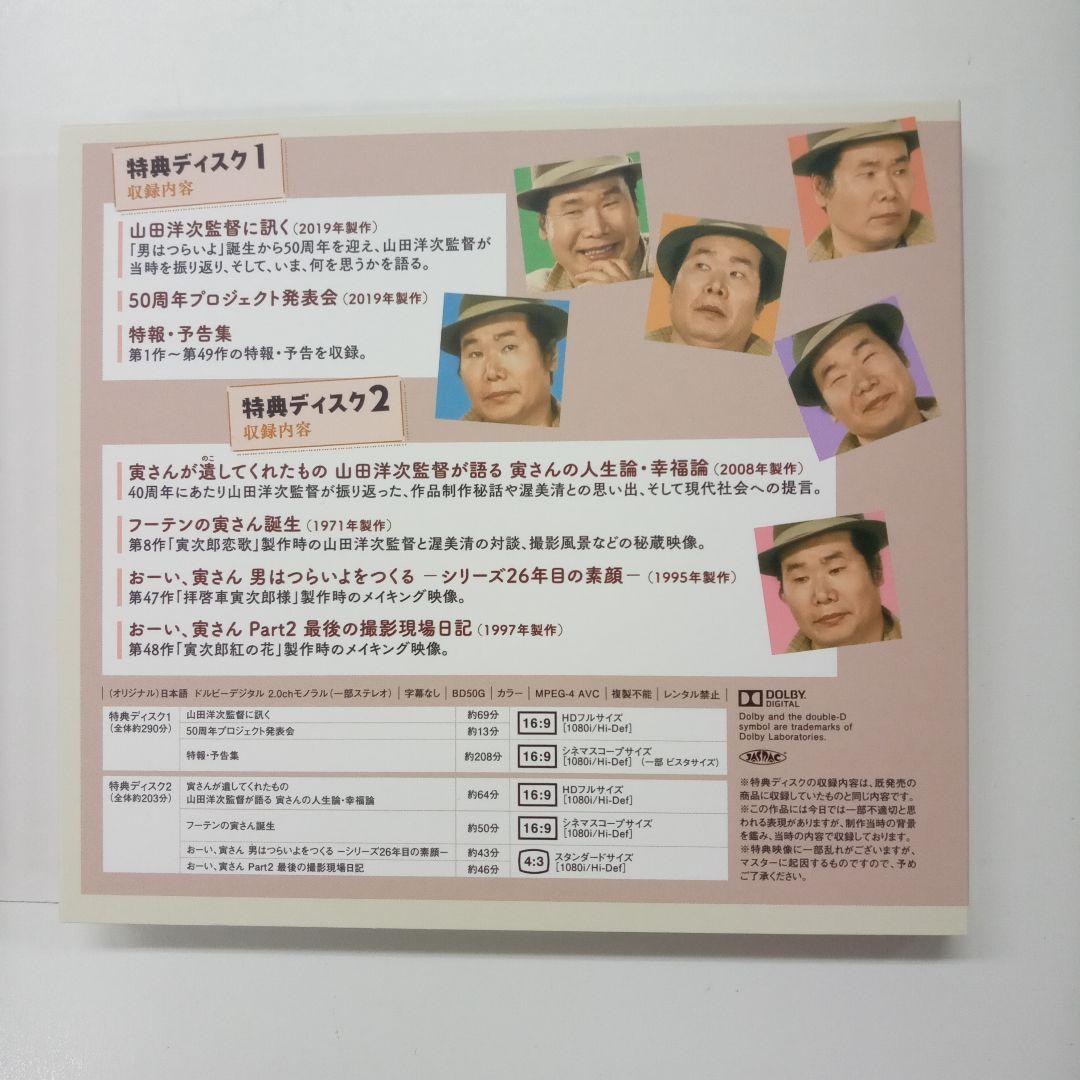 特典ディスク1
収録内容
山田洋次監督に訊く（2019年製作）
「男はつらいよ」誕生から50周年を迎え、山田洋次監督が
当時を振り返り、そして、いま、何を思うかを語る。
50周年プロジェクト発表会（2019年製作）
特報・予告集
第1作～第49作の特報・予告を収録。
特典ディスク2
収録内容
寅さんが遺してくれたもの 山田洋次監督が語る 寅さんの人生論・幸福論（2008年製作）
のこ
40周年にあたり山田洋次監督が振り返った、作品制作秘話や渥美清との思い出、そして現代社会への提言。
フーテンの寅さん誕生（1971年製作）
第8作「寅次郎恋歌」製作時の山田洋次監督と渥美清の対談、撮影風景などの秘蔵映像。
おーい、寅さん 男はつらいよをつくる －シリーズ26年目の素顔－（1995年製作）
第47作「拝啓車寅次郎様」製作時のメイキング映像。
おーい、寅さん Part2 最後の撮影現場日記（1997年製作）
第48作「寅次郎紅の花」製作時のメイキング映像。
（オリジナル）日本語 ドルビーデジタル 2.0chモノラル（一部ステレオ） 字幕なし BD50G カラー MPEG-4 AVC 複製不能 レンタル禁止
特典ディスク1
（全体約290分）
山田洋次監督に訊く 約69分
50周年プロジェクト発表会 約13分
16:9 HDフルサイズ
［1080i/Hi-Def］
特報・予告集 約208分
16:9 シネマスコープサイズ
［1080i/Hi-Def］（一部 ビスタサイズ）
特典ディスク2
（全体約203分）
寅さんが遺してくれたもの
山田洋次監督が語る 寅さんの人生論・幸福論 約64分
16:9 HDフルサイズ
［1080i/Hi-Def］
フーテンの寅さん誕生 約50分
16:9 シネマスコープサイズ
［1080i/Hi-Def］
おーい、寅さん 男はつらいよをつくる －シリーズ26年目の素顔－ 約43分
おーい、寅さん Part2 最後の撮影現場日記 約46分
4:3 スタンダードサイズ
［1080i/Hi-Def］
DOLBY
DIGITAL
Dolby and the double-D
symbol are trademarks of
Dolby Laboratories.
JASRAC
※特典ディスクの収録内容は、既発売の
商品に収録していたものと同じ内容です。
※この作品には今日では一部不適切と思
われる表現がありますが、制作当時の背景
を鑑み、当時の内容で収録しております。
※特典映像に一部乱れがございますが、
マスターに起因するものですので、予め
ご了承ください。